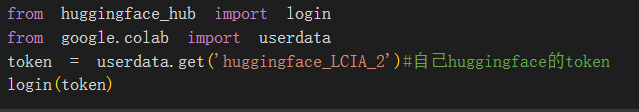 from huggingface_hub import login
from google.colab import userdata
token = userdata.get('huggingface_LCIA_2')#自己huggingface的token
login(token)